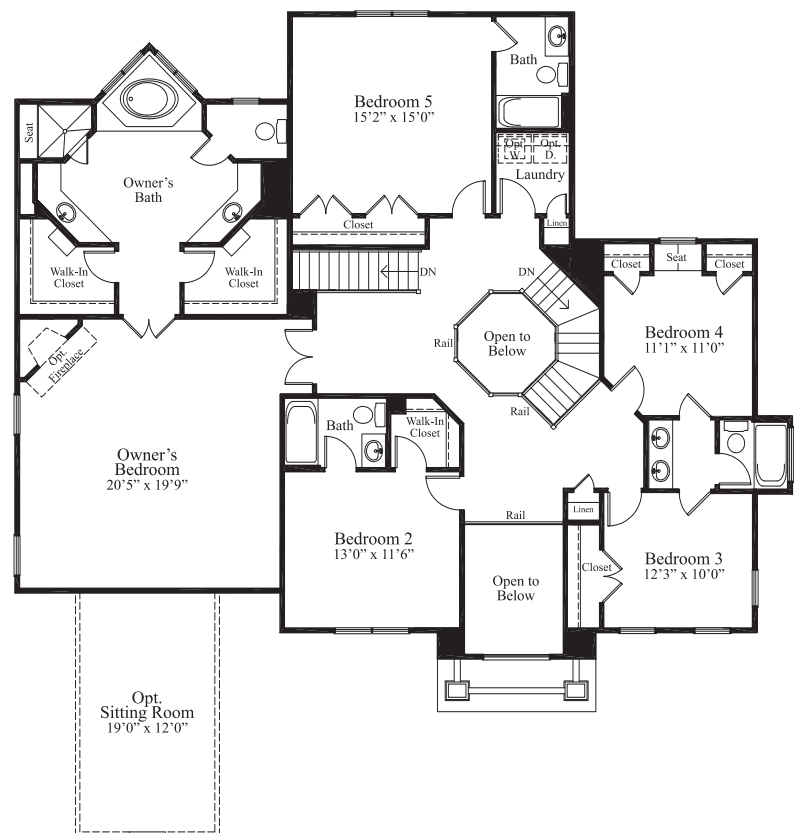 Bath
Bedroom 5
15'2" x 15'0"
Seat
Opt. W.
Opt. D.
Laundry
Owner's
Bath
Linen
Closet
Walk-In
Closet
Walk-In
Closet
DN
DN
Closet
Seat
Closet
Opt.
Fireplace
Rail
Open to
Below
Bedroom 4
11'1" x 11'0"
Rail
Bath
Walk-In
Closet
Owner's
Bedroom
20'5" x 19'9"
Linen
Rail
Bedroom 2
13'0" x 11'6"
Bedroom 3
12'3" x 10'0"
Closet
Open to
Below
Opt.
Sitting Room
19'0" x 12'0"